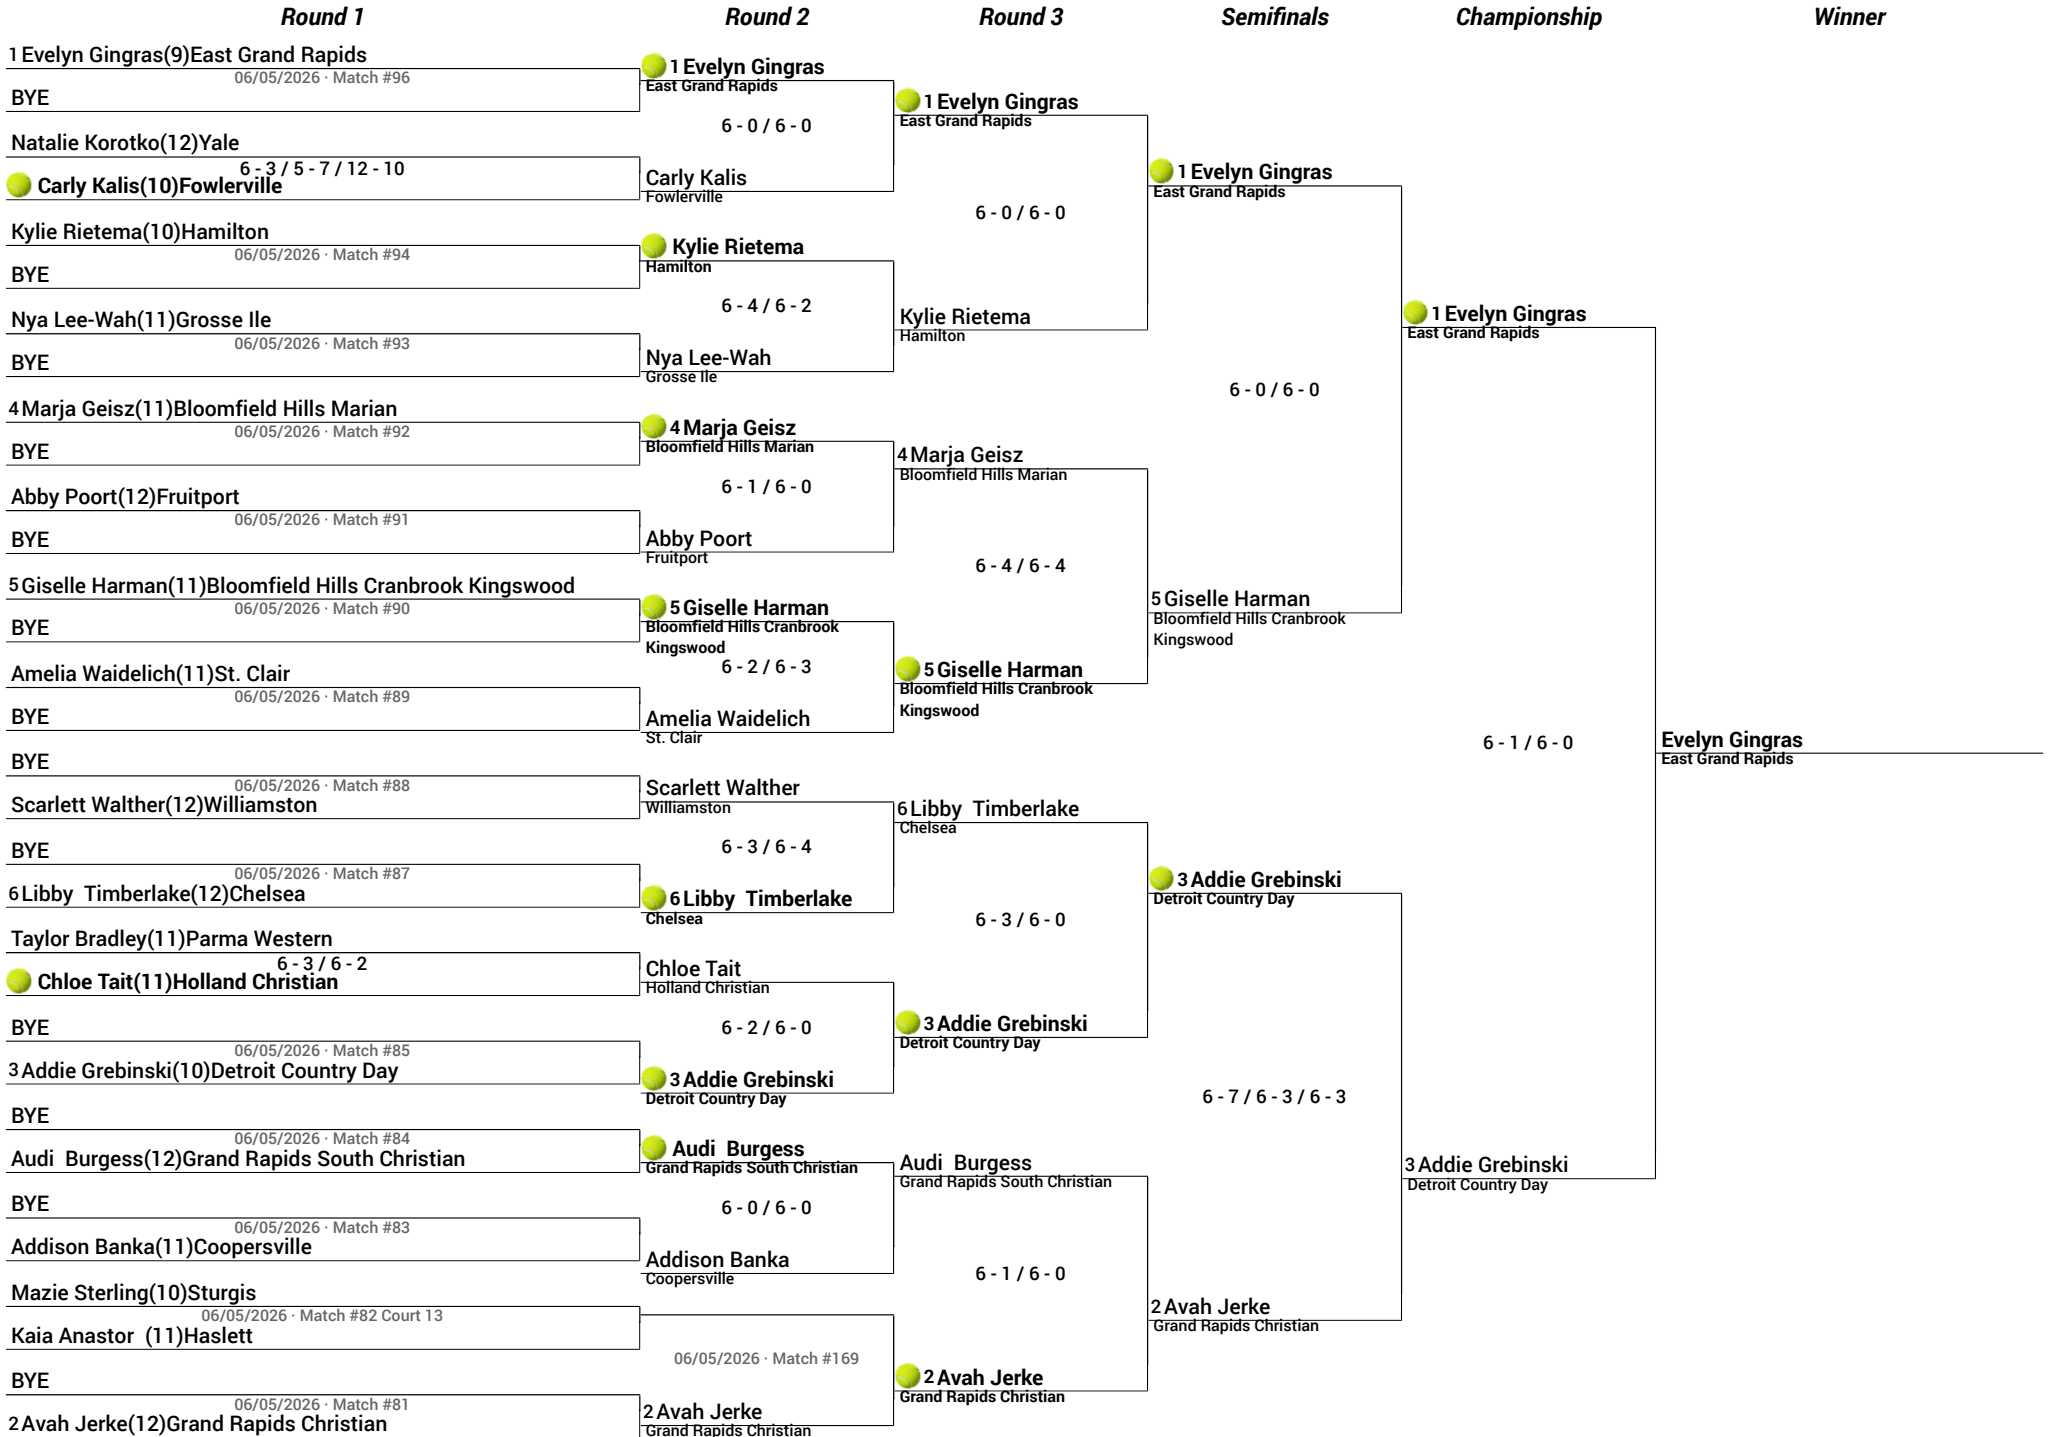 Round 1
Round 2
Round 3
Semifinals
Championship
Winner
1 Evelyn Gingras(9)East Grand Rapids
06/05/2026 · Match #96
BYE
Natalie Korotko(12)Yale
6 - 3 / 5 - 7 / 12 - 10
Carly Kalis(10)Fowlerville
Kylie Rietema(10)Hamilton
06/05/2026 · Match #94
BYE
Nya Lee-Wah(11)Grosse Ile
06/05/2026 · Match #93
BYE
4 Marja Geisz(11)Bloomfield Hills Marian
06/05/2026 · Match #92
BYE
Abby Poort(12)Fruitport
06/05/2026 · Match #91
BYE
5 Giselle Harman(11)Bloomfield Hills Cranbrook Kingswood
06/05/2026 · Match #90
BYE
Amelia Waidelich(11)St. Clair
06/05/2026 · Match #89
BYE
BYE
06/05/2026 · Match #88
Scarlett Walther(12)Williamston
BYE
06/05/2026 · Match #87
6 Libby  Timberlake(12)Chelsea
Taylor Bradley(11)Parma Western
6 - 3 / 6 - 2
Chloe Tait(11)Holland Christian
BYE
06/05/2026 · Match #85
3 Addie Grebinski(10)Detroit Country Day
BYE
06/05/2026 · Match #84
Audi  Burgess(12)Grand Rapids South Christian
BYE
06/05/2026 · Match #83
Addison Banka(11)Coopersville
Mazie Sterling(10)Sturgis
06/05/2026 · Match #82 Court 13
Kaia Anastor  (11)Haslett
BYE
06/05/2026 · Match #81
2 Avah Jerke(12)Grand Rapids Christian
1 Evelyn Gingras
East Grand Rapids
6 - 0 / 6 - 0
Carly Kalis
Fowlerville
Kylie Rietema
Hamilton
6 - 4 / 6 - 2
Nya Lee-Wah
Grosse Ile
4 Marja Geisz
Bloomfield Hills Marian
6 - 1 / 6 - 0
Abby Poort
Fruitport
5 Giselle Harman
Bloomfield Hills Cranbrook
Kingswood
6 - 2 / 6 - 3
Amelia Waidelich
St. Clair
Scarlett Walther
Williamston
6 - 3 / 6 - 4
6 Libby  Timberlake
Chelsea
Chloe Tait
Holland Christian
6 - 2 / 6 - 0
3 Addie Grebinski
Detroit Country Day
Audi  Burgess
Grand Rapids South Christian
6 - 0 / 6 - 0
Addison Banka
Coopersville
06/05/2026 · Match #169
2 Avah Jerke
Grand Rapids Christian
1 Evelyn Gingras
East Grand Rapids
6 - 0 / 6 - 0
Kylie Rietema
Hamilton
4 Marja Geisz
Bloomfield Hills Marian
6 - 4 / 6 - 4
5 Giselle Harman
Bloomfield Hills Cranbrook
Kingswood
6 Libby  Timberlake
Chelsea
6 - 3 / 6 - 0
3 Addie Grebinski
Detroit Country Day
Audi  Burgess
Grand Rapids South Christian
6 - 1 / 6 - 0
2 Avah Jerke
Grand Rapids Christian
1 Evelyn Gingras
East Grand Rapids
6 - 0 / 6 - 0
5 Giselle Harman
Bloomfield Hills Cranbrook
Kingswood
3 Addie Grebinski
Detroit Country Day
6 - 7 / 6 - 3 / 6 - 3
2 Avah Jerke
Grand Rapids Christian
1 Evelyn Gingras
East Grand Rapids
6 - 1 / 6 - 0
3 Addie Grebinski
Detroit Country Day
Evelyn Gingras
East Grand Rapids